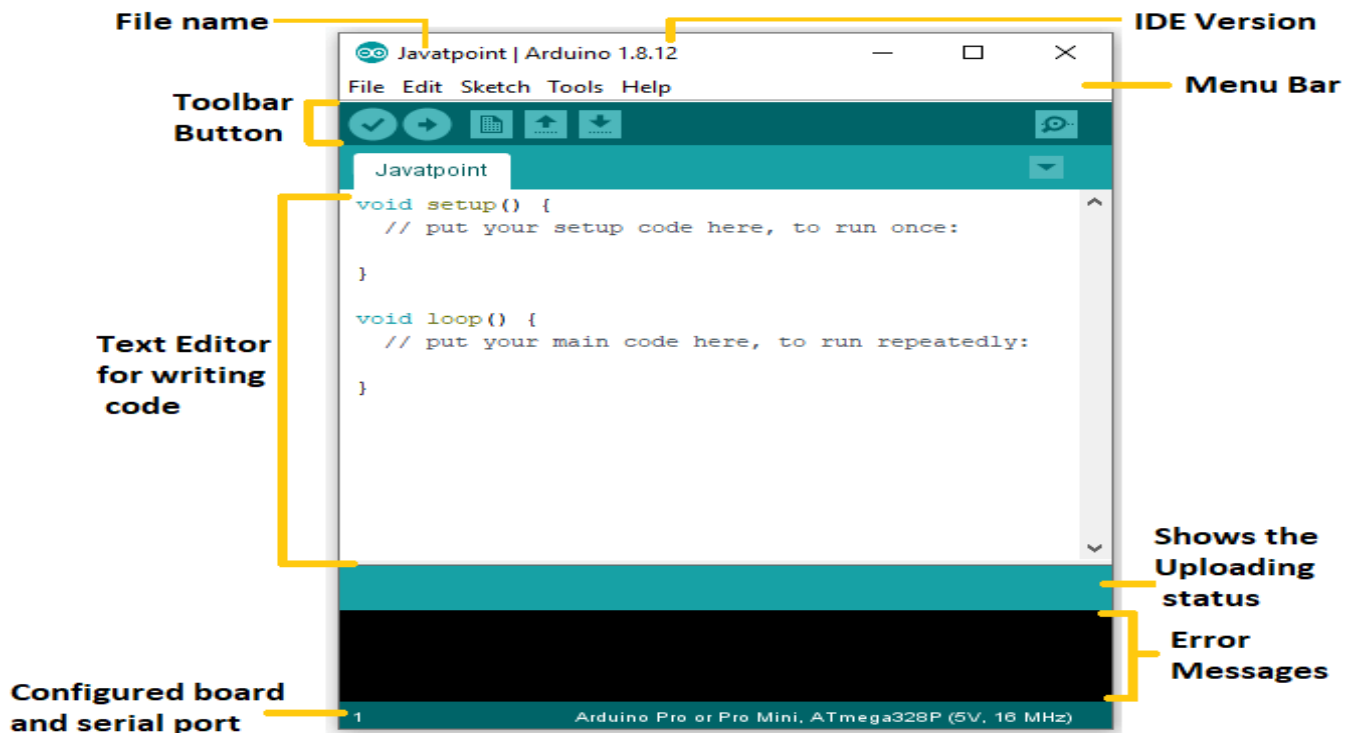 File name
IDE Version
Javatpoint | Arduino 1.8.12
File Edit Sketch Tools Help
Menu Bar
Toolbar
Button
Javatpoint
void setup() {
// put your setup code here, to run once:
}
void loop() {
// put your main code here, to run repeatedly:
}
Text Editor
for writing
code
Shows the
Uploading
status
Error
Messages
Configured board
and serial port
1
Arduino Pro or Pro Mini, ATmega328P (5V, 16 MHz)